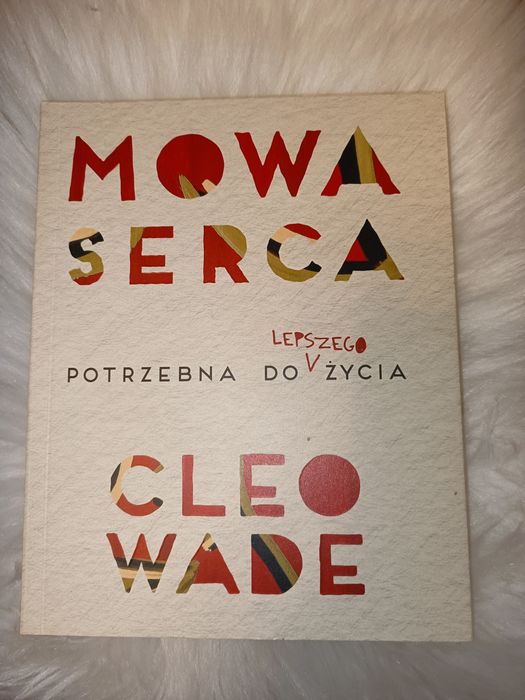 MOWA
SERCA
LEPSZEGO
POTRZEBNA DO V ŻYCIA
CLEO
WADE